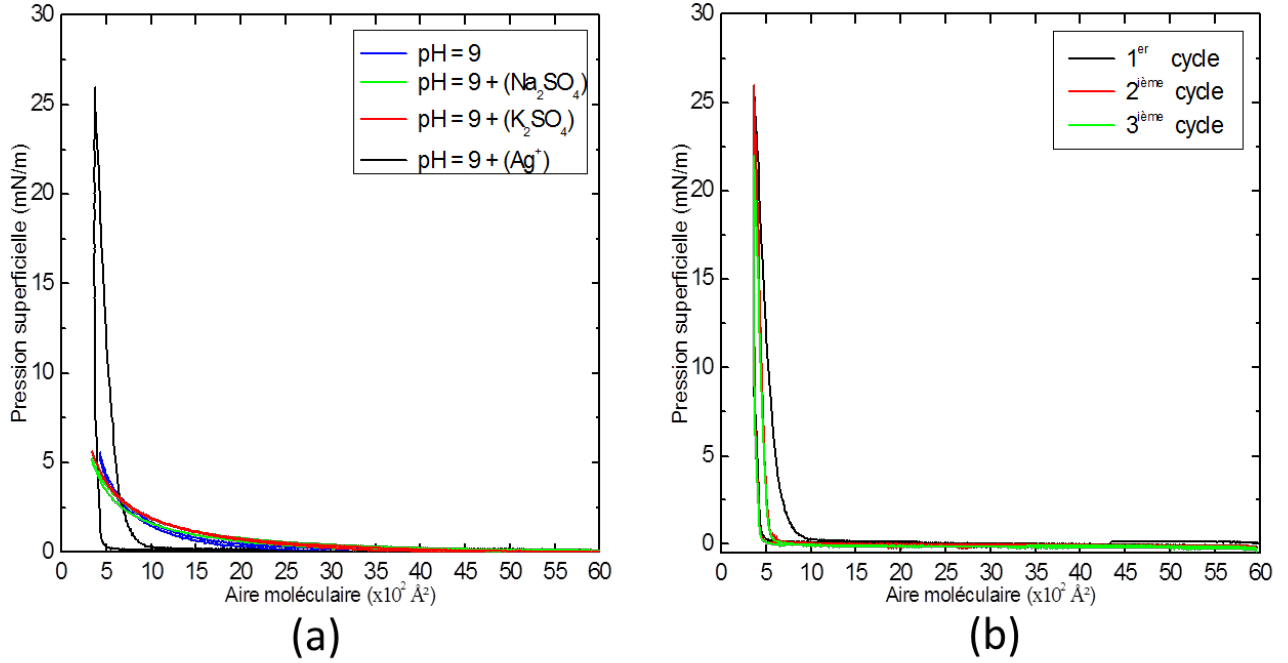 30
25
20
15
10
5
0
Pression superficielle (mN/m)
pH = 9
pH = 9 + (Na₂SO₄)
pH = 9 + (K₂SO₄)
pH = 9 + (Ag⁺)
0 5 10 15 20 25 30 35 40 45 50 55 60
Aire moléculaire (x10² Å²)
(a)
30
25
20
15
10
5
0
Pression superficielle (mN/m)
1ᵉʳ cycle
2ⁱᵉ̀ᵐᵉ cycle
3ⁱᵉ̀ᵐᵉ cycle
0 5 10 15 20 25 30 35 40 45 50 55 60
Aire moléculaire (x10² Å²)
(b)